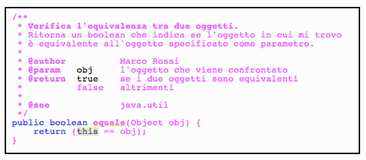 /**
* Verifica l'equivalenza tra due oggetti.
* Ritorna un boolean che indica se l'oggetto in cui mi trovo
* è equivalente all'oggetto specificato come parametro.
*
* @author Marco Rossi
* @param obj l'oggetto che viene confrontato
* @return true se i due oggetti sono equivalenti
* false altrimenti
*
* @see java.util
*/
public boolean equals(Object obj) {
return (this == obj);
}